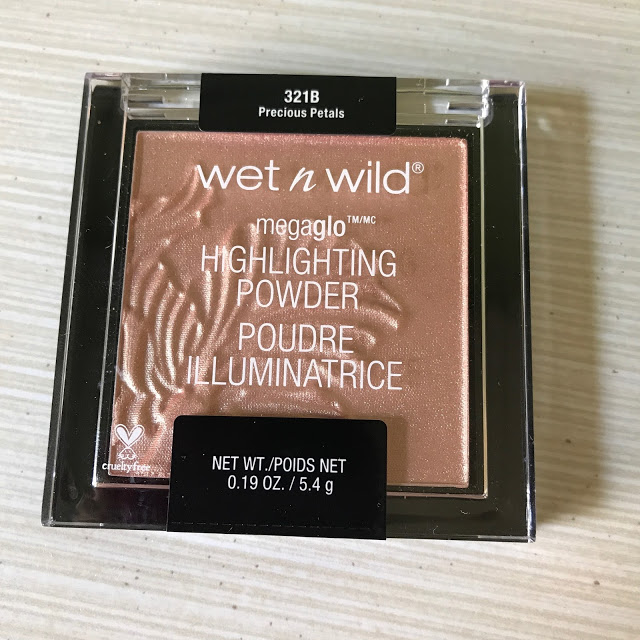 321B
Precious Petals
wet n wild®
megaglo™/MC
HIGHLIGHTING
POWDER
POUDRE
ILLUMINATRICE
cruelty free
NET WT./POIDS NET
0.19 OZ. / 5.4 g